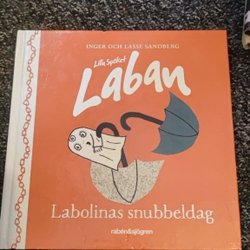 INGER OCH LASSE SANDBERG
Lilla Spöket
Laban
Labolinas snubbeldag
rabén&sjögren